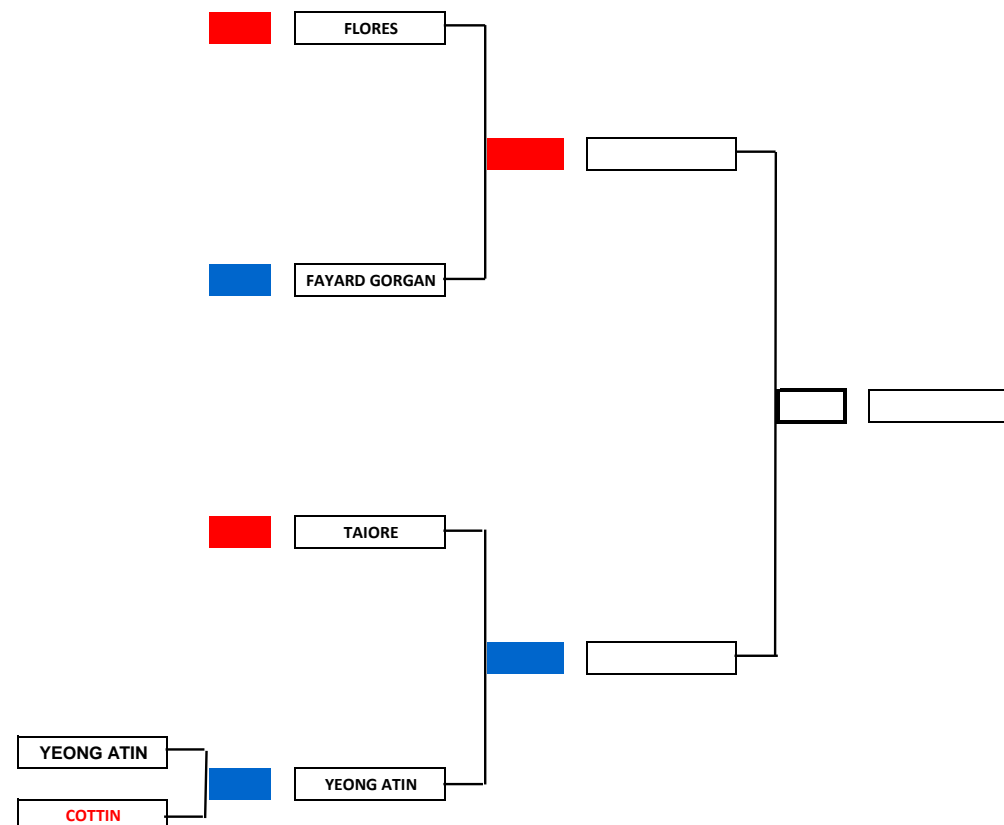 FLORES
FAYARD GORGAN
TAIORE
YEONG ATIN
YEONG ATIN
COTTIN